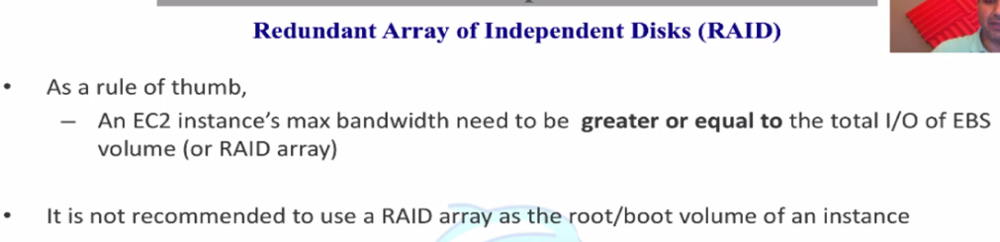 Redundant Array of Independent Disks (RAID)
• As a rule of thumb,
– An EC2 instance's max bandwidth need to be greater or equal to the total I/O of EBS
volume (or RAID array)
• It is not recommended to use a RAID array as the root/boot volume of an instance